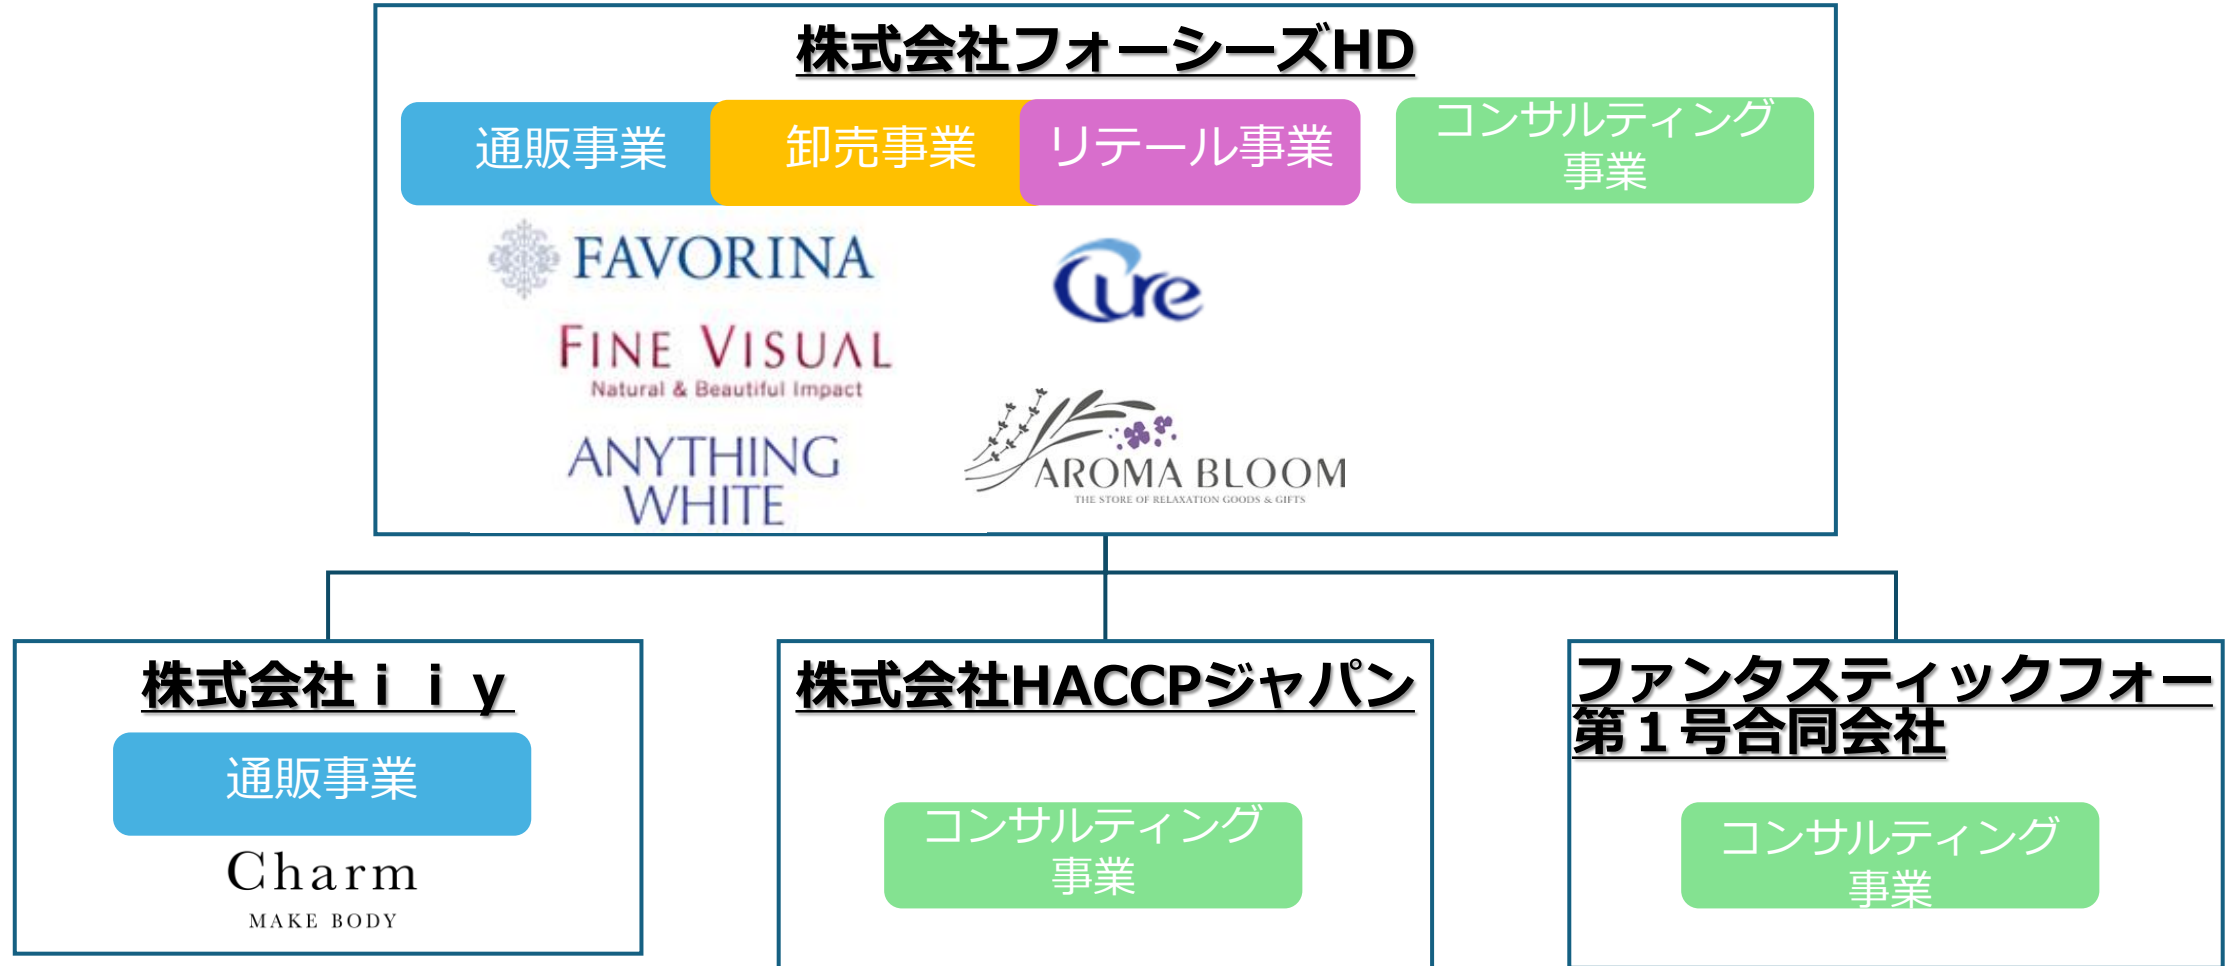 株式会社フォーシーズHD
通販事業
卸売事業
リテール事業
コンサルティング
事業
FAVORINA
Cure
FINE VISUAL
Natural & Beautiful Impact
ANYTHING
WHITE
AROMA BLOOM
THE STORE OF RELAXATION GOODS & GIFTS
株式会社ｉｉｙ
通販事業
Charm
MAKE BODY
株式会社HACCPジャパン
コンサルティング
事業
ファンタスティックフォー
第１号合同会社
コンサルティング
事業